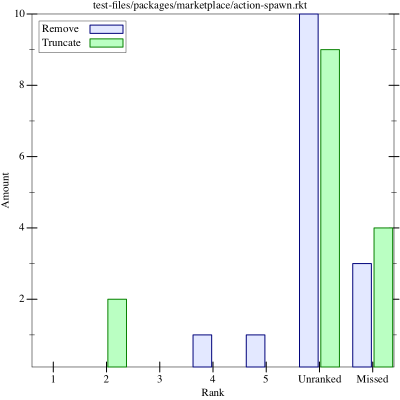 test-files/packages/marketplace/action-spawn.rkt
Remove
Truncate
10
8
6
4
2
Amount
1 2 3 4 5 Unranked Missed
Rank